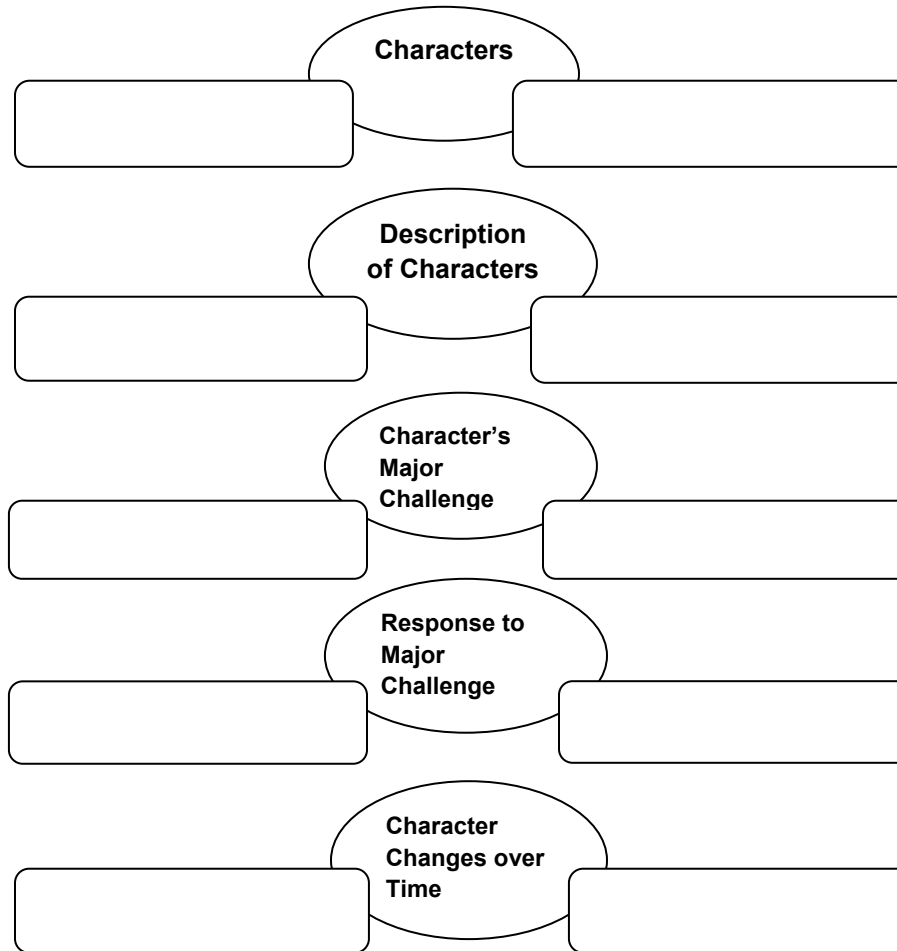 Characters
Description
of Characters
Character’s
Major
Challenge
Response to
Major
Challenge
Character
Changes over
Time